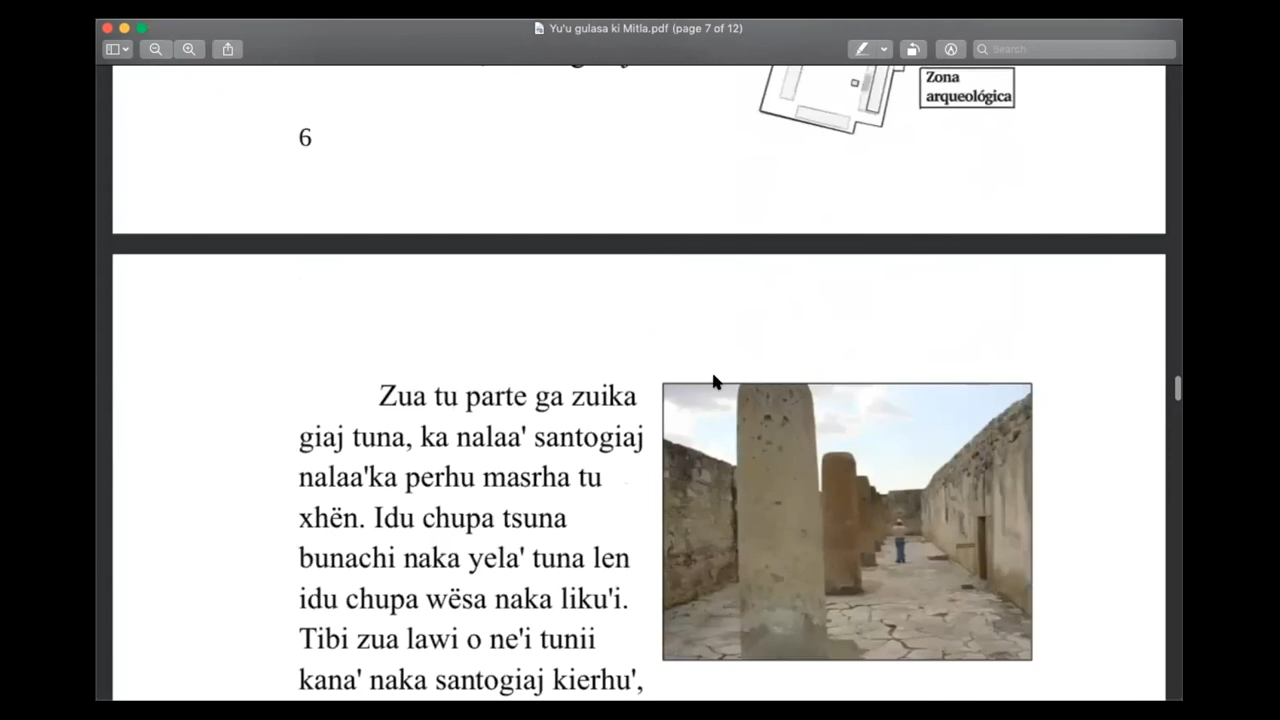 Yu'u gulasa ki Mitla.pdf (page 7 of 12)
Search
Zona
arqueológica
6
Zua tu parte ga zuika
giaj tuna, ka nalaa' santogiaj
nalaa'ka perhu masrha tu
xhën. Idu chupa tsuna
bunachi naka yela' tuna len
idu chupa wësa naka liku'i.
Tibi zua lawi o ne'i tunii
kana' naka santogiaj kierhu',